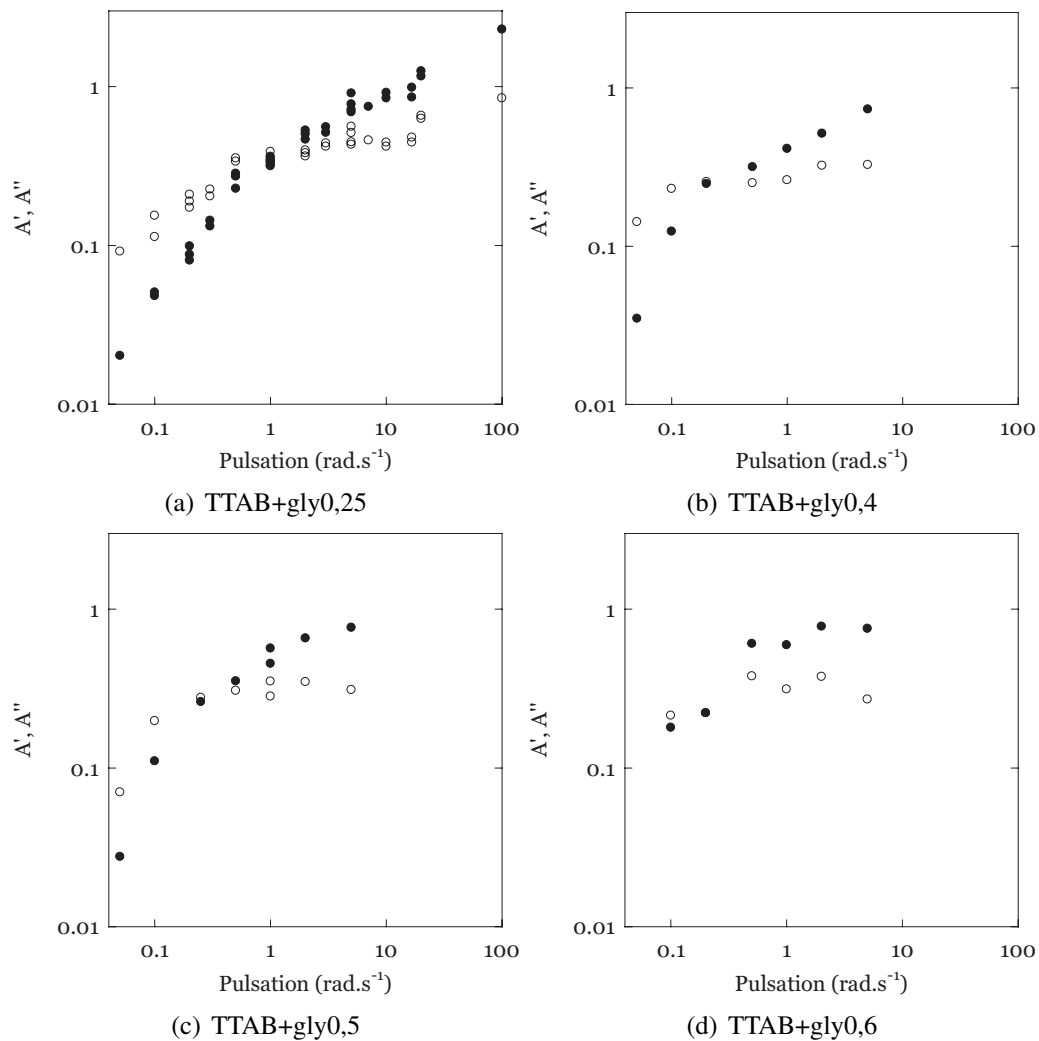 1
0.1
0.01
A', A"
0.1 1 10 100
Pulsation (rad.s⁻¹)
(a) TTAB+gly0,25
1
0.1
0.01
A', A"
0.1 1 10 100
Pulsation (rad.s⁻¹)
(b) TTAB+gly0,4
1
0.1
0.01
A', A"
0.1 1 10 100
Pulsation (rad.s⁻¹)
(c) TTAB+gly0,5
1
0.1
0.01
A', A"
0.1 1 10 100
Pulsation (rad.s⁻¹)
(d) TTAB+gly0,6